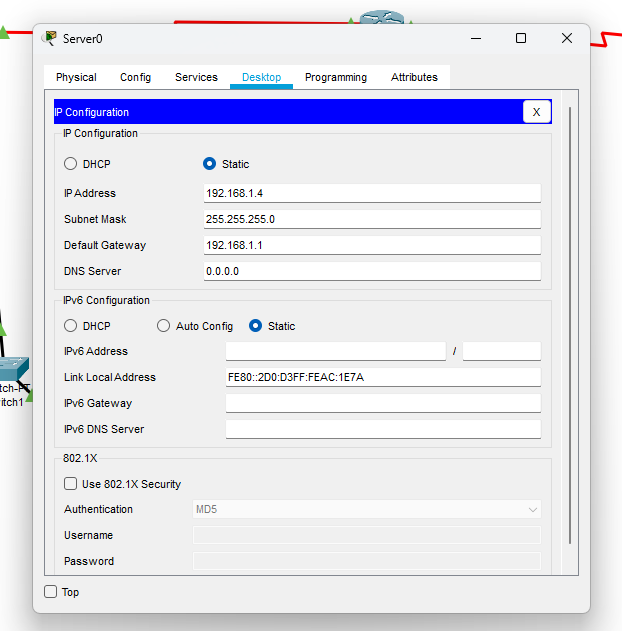 Server0
Physical Config Services Desktop Programming Attributes
IP Configuration X
IP Configuration
DHCP Static
IP Address 192.168.1.4
Subnet Mask 255.255.255.0
Default Gateway 192.168.1.1
DNS Server 0.0.0.0
IPv6 Configuration
DHCP Auto Config Static
IPv6 Address /
Link Local Address FE80::2D0:D3FF:FEAC:1E7A
IPv6 Gateway
tch-PT
itch1
IPv6 DNS Server
802.1X
Use 802.1X Security
Authentication MD5
Username
Password
Top